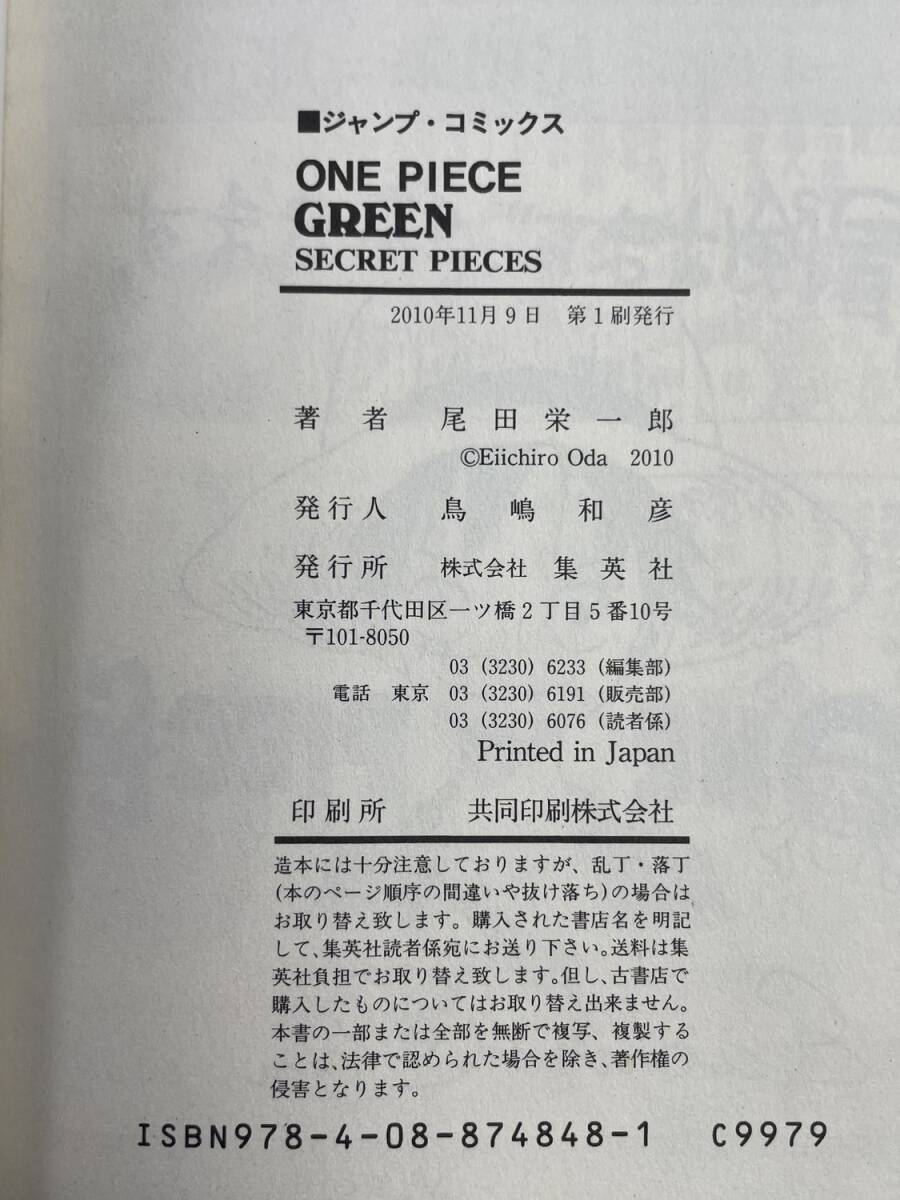 ■ジャンプ・コミックス
ONE PIECE
GREEN
SECRET PIECES
2010年11月9日 第1刷発行
著者 尾田栄一郎
©Eiichiro Oda 2010
発行人 鳥嶋和彦
発行所 株式会社 集英社
東京都千代田区一ツ橋2丁目5番10号
〒101-8050
03 (3230) 6233 (編集部)
電話 東京 03 (3230) 6191 (販売部)
03 (3230) 6076 (読者係)
Printed in Japan
印刷所 共同印刷株式会社
造本には十分注意しておりますが、乱丁・落丁
(本のページ順序の間違いや抜け落ち)の場合は
お取り替え致します。購入された書店名を明記
して、集英社読者係宛にお送り下さい。送料は集
英社負担でお取り替え致します。但し、古書店で
購入したものについてはお取り替え出来ません。
本書の一部または全部を無断で複写、複製する
ことは、法律で認められた場合を除き、著作権の
侵害となります。
ISBN978-4-08-874848-1 C9979